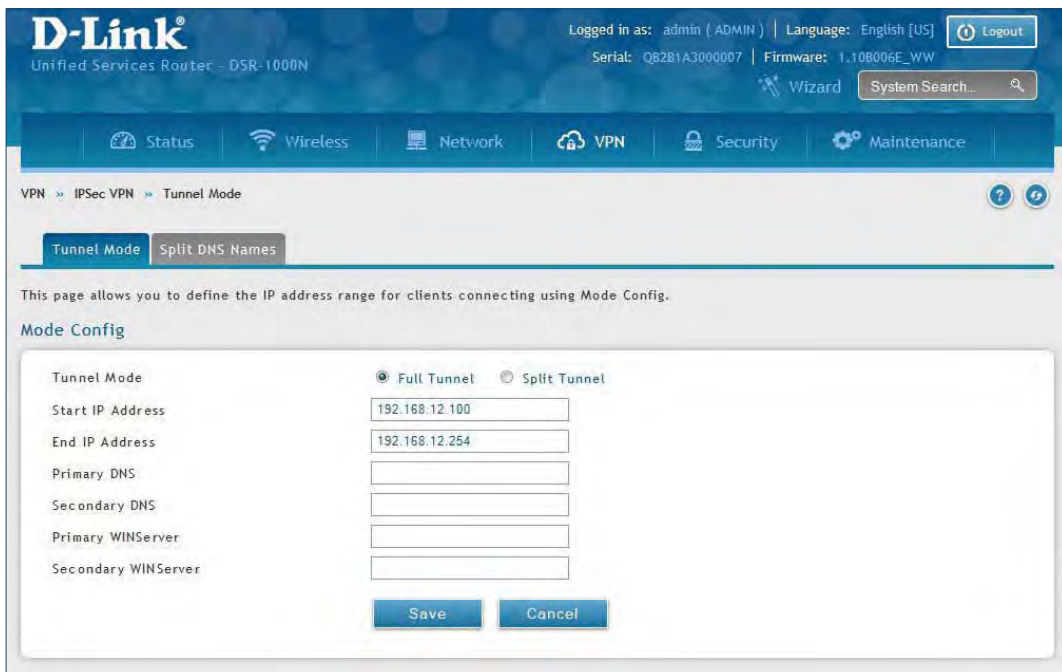 D-Link®
Unified Services Router - DSR-1000N
Logged in as: admin ( ADMIN ) | Language: English [US]
Logout
Serial: QB2B1A3000007 | Firmware: 1.10B006E_WW
Wizard
System Search...
Status
Wireless
Network
VPN
Security
Maintenance
VPN » IPSec VPN » Tunnel Mode
?
Tunnel Mode
Split DNS Names
This page allows you to define the IP address range for clients connecting using Mode Config.
Mode Config
Tunnel Mode Full Tunnel Split Tunnel
Start IP Address 192.168.12.100
End IP Address 192.168.12.254
Primary DNS
Secondary DNS
Primary WINServer
Secondary WINServer
Save Cancel